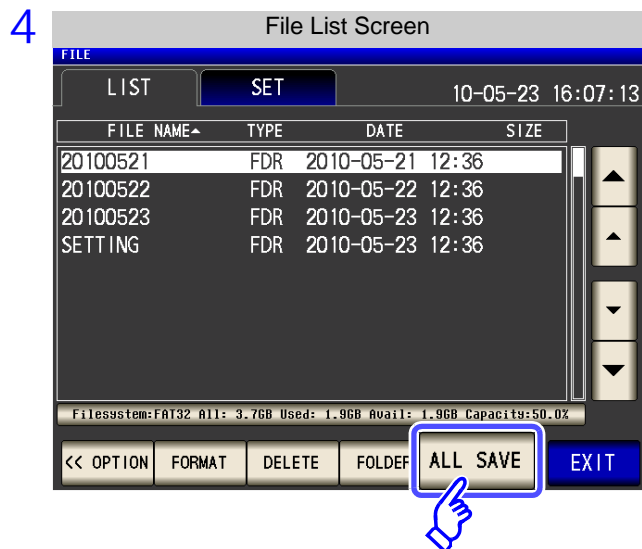 4
File List Screen
FILE
LIST SET 10-05-23 16:07:13
FILE NAME▲ TYPE DATE SIZE
20100521 FDR 2010-05-21 12:36
20100522 FDR 2010-05-22 12:36
20100523 FDR 2010-05-23 12:36
SETTING FDR 2010-05-23 12:36
Filesystem:FAT32 All: 3.7GB Used: 1.9GB Avail: 1.9GB Capacity:50.0%
<< OPTION FORMAT DELETE FOLDER ALL SAVE EXIT